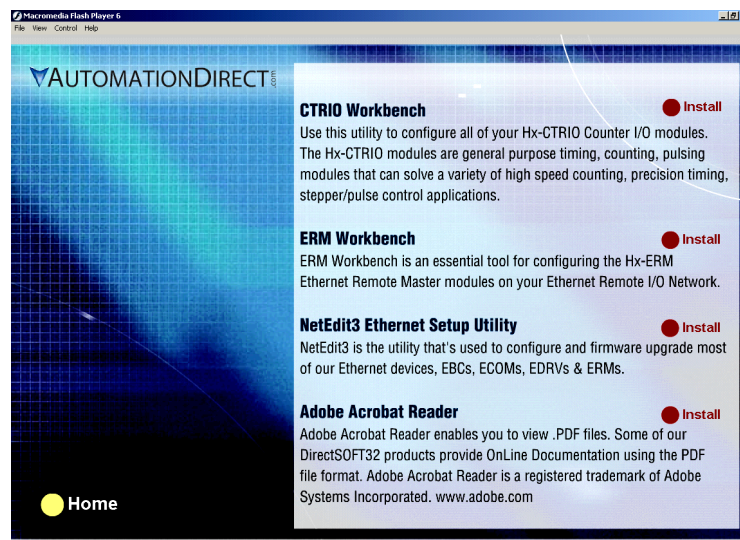 Macromedia Flash Player 6
File View Control Help
AUTOMATIONDIRECT.com
CTRIO Workbench
Install
Use this utility to configure all of your Hx-CTRIO Counter I/O modules.
The Hx-CTRIO modules are general purpose timing, counting, pulsing
modules that can solve a variety of high speed counting, precision timing,
stepper/pulse control applications.
ERM Workbench
Install
ERM Workbench is an essential tool for configuring the Hx-ERM
Ethernet Remote Master modules on your Ethernet Remote I/O Network.
NetEdit3 Ethernet Setup Utility
Install
NetEdit3 is the utility that's used to configure and firmware upgrade most
of our Ethernet devices, EBCs, ECOMs, EDRVs & ERMs.
Adobe Acrobat Reader
Install
Adobe Acrobat Reader enables you to view .PDF files. Some of our
DirectSOFT32 products provide OnLine Documentation using the PDF
file format. Adobe Acrobat Reader is a registered trademark of Adobe
Systems Incorporated. www.adobe.com
Home